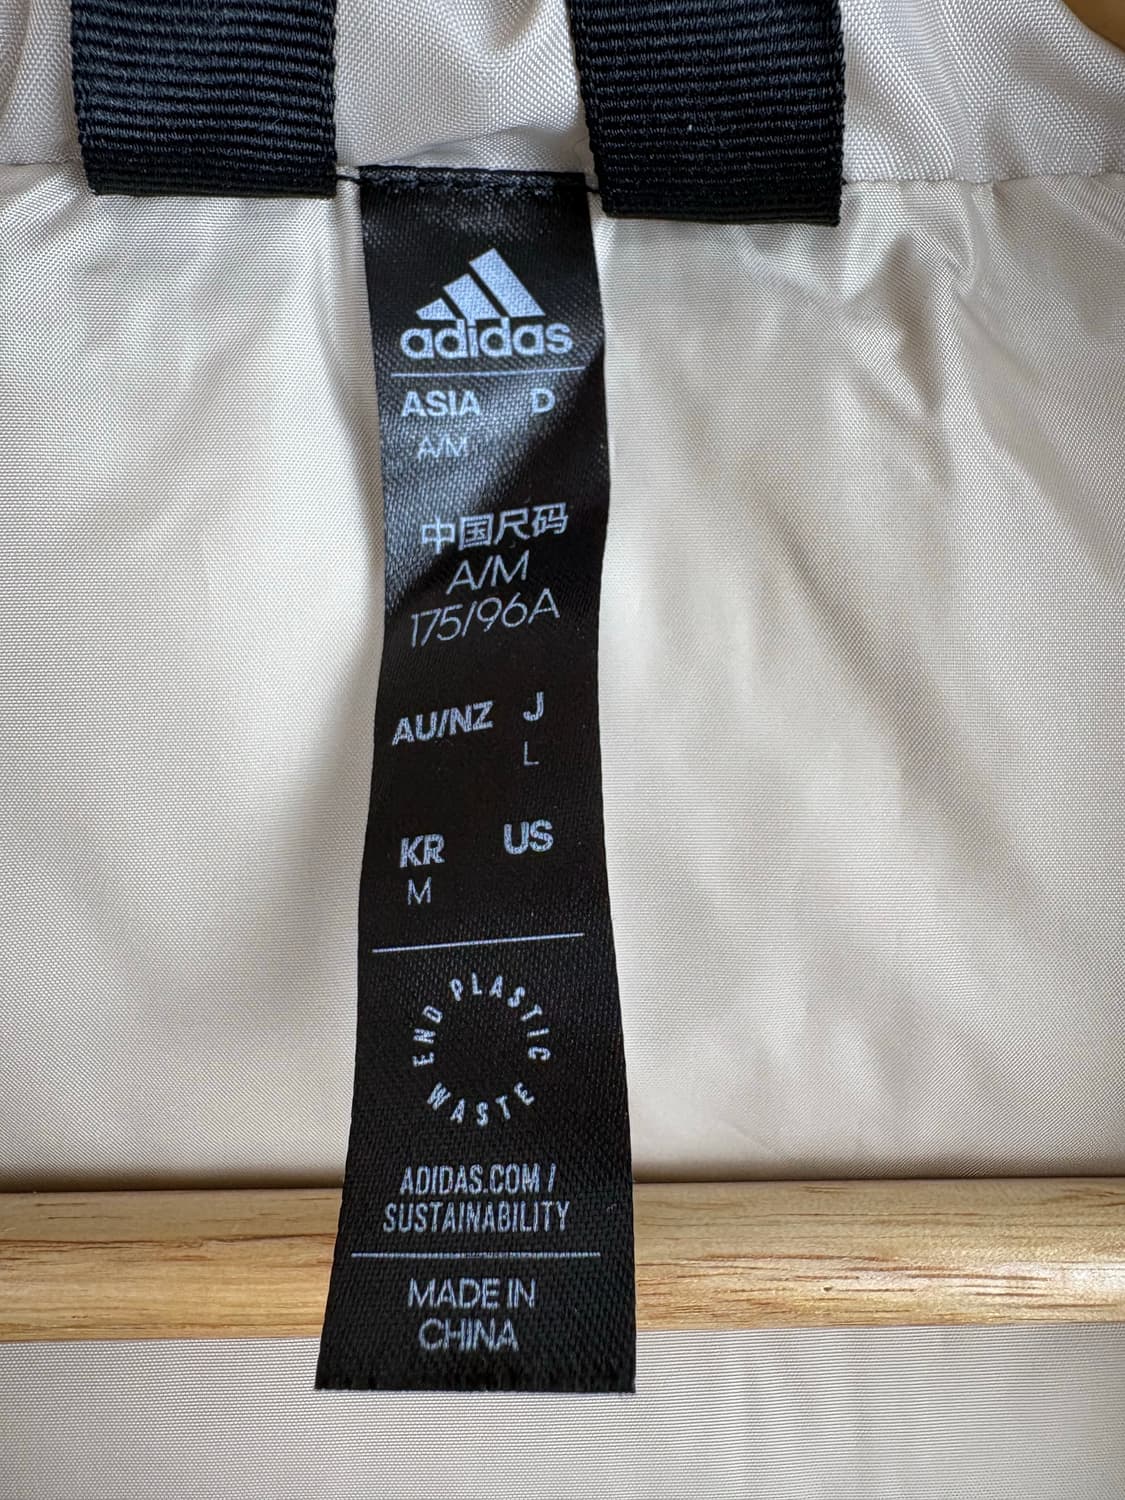 adidas
ASIA D
A/M
中国尺码
A/M
175/96A
AU/NZ J
L
KR US
M
END PLASTIC WASTE
ADIDAS.COM/
SUSTAINABILITY
MADE IN
CHINA